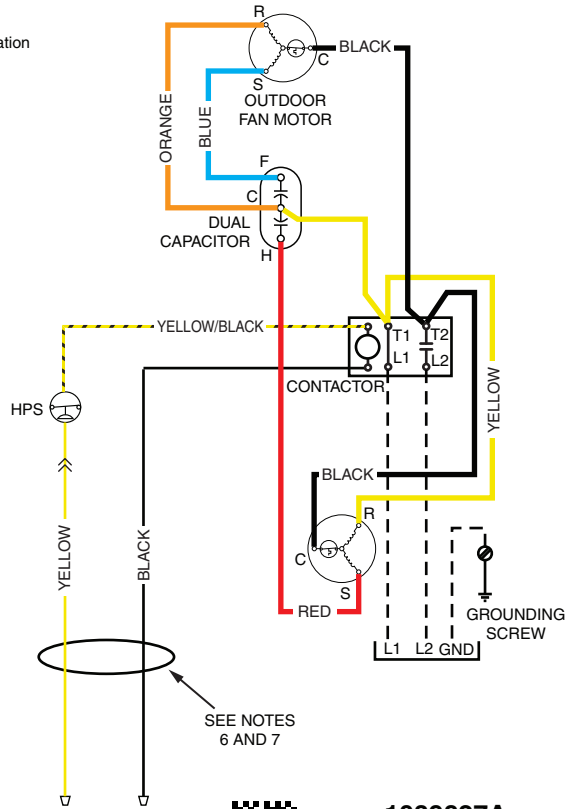 ation
R
C
BLACK
S
OUTDOOR
FAN MOTOR
ORANGE
BLUE
F
C
DUAL
CAPACITOR
H
YELLOW/BLACK
T1
T2
L1
L2
CONTACTOR
HPS
YELLOW
BLACK
R
C
S
YELLOW
BLACK
RED
GROUNDING
SCREW
L1 L2 GND
SEE NOTES
6 AND 7